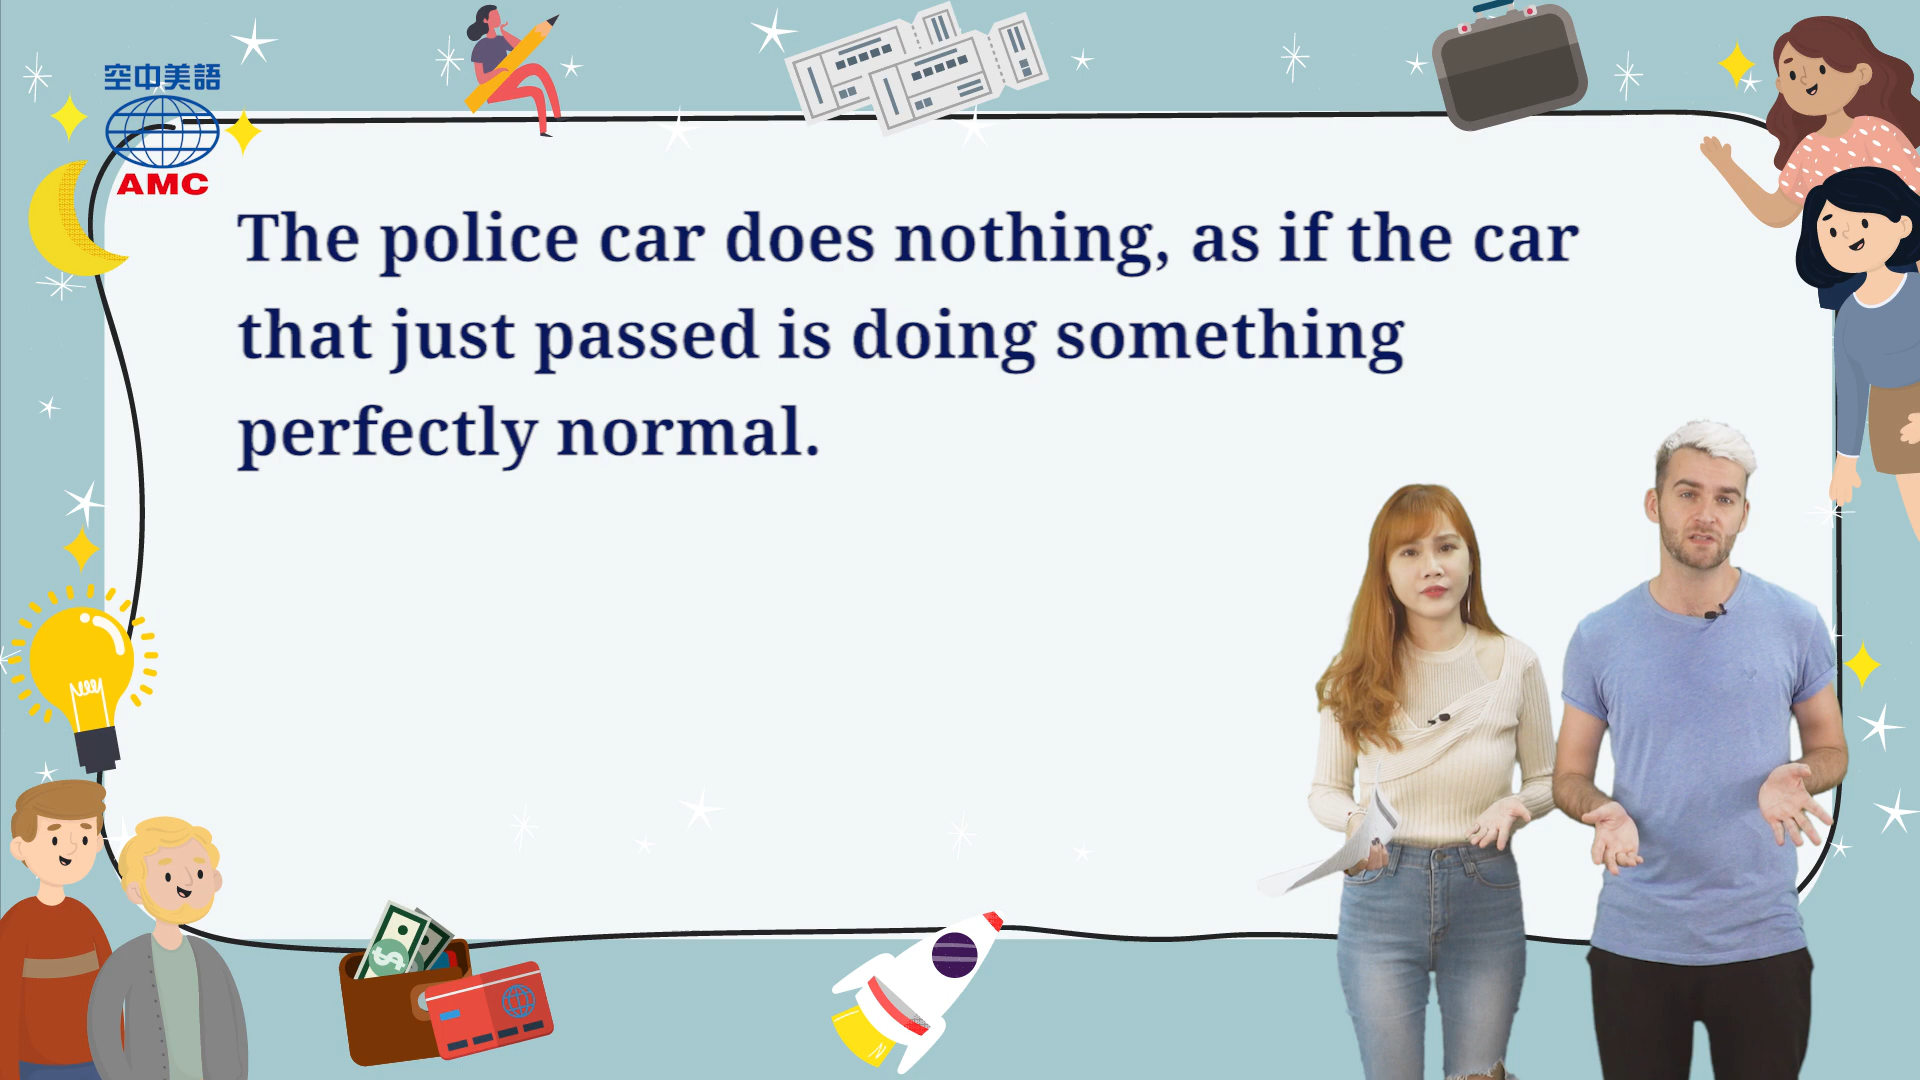 空中美語
AMC
The police car does nothing, as if the car
that just passed is doing something
perfectly normal.